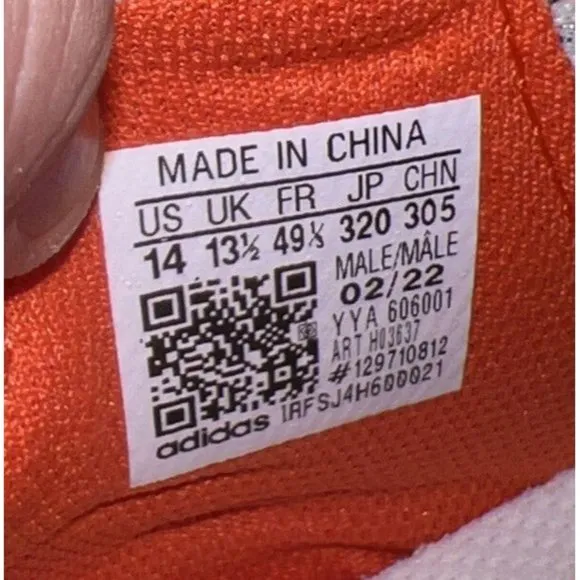 MADE IN CHINA
US UK FR JP CHN
14 13½ 49⅓ 320 305
MALE/MÂLE
02/22
YYA 606001
ART H03637
#129710812
1RFSJ4H600021
adidas